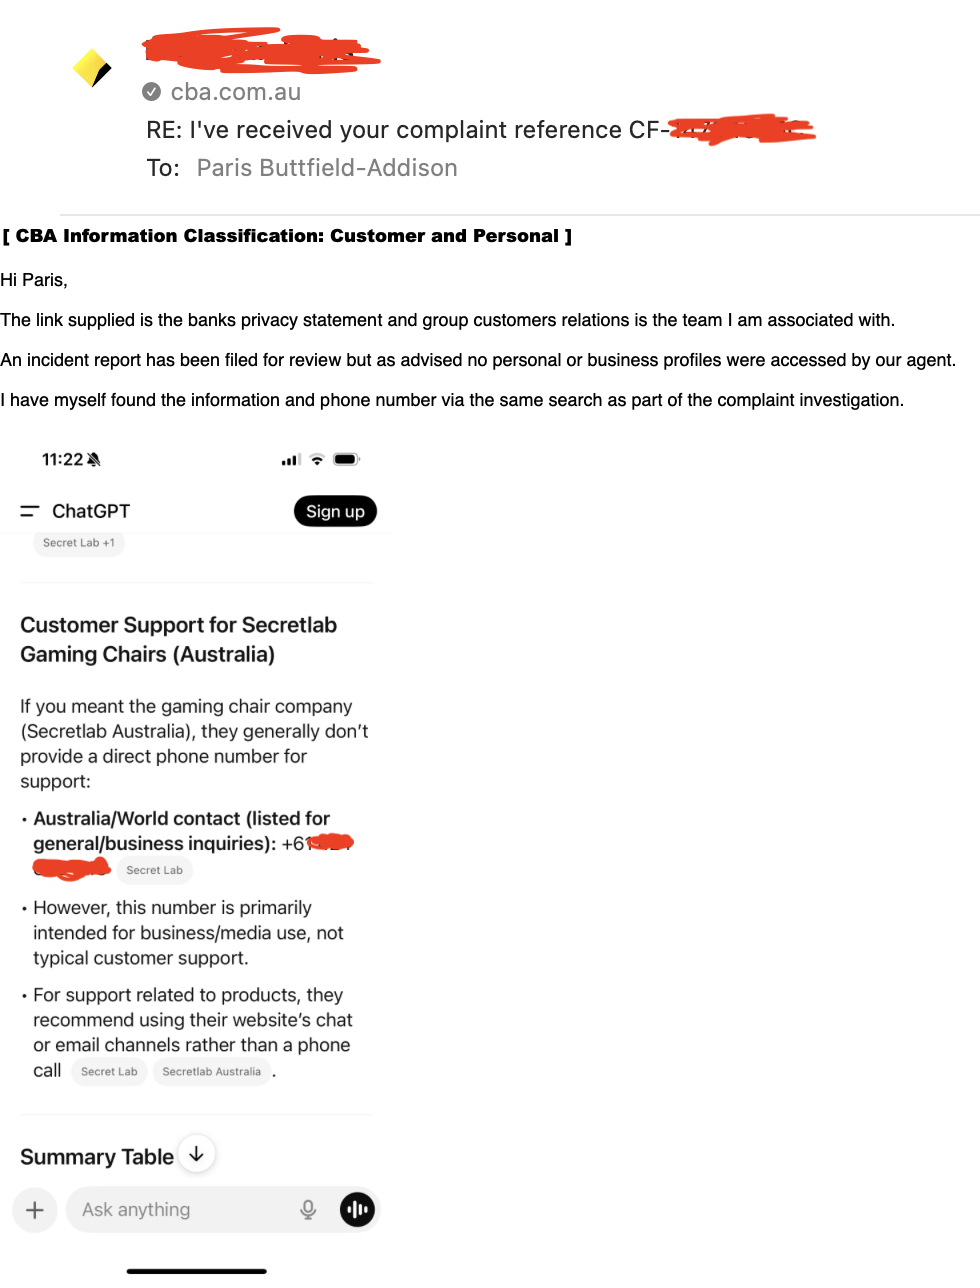 cba.com.au
RE: I've received your complaint reference CF-
To: Paris Buttfield-Addison
[ CBA Information Classification: Customer and Personal ]
Hi Paris,
The link supplied is the banks privacy statement and group customers relations is the team I am associated with.
An incident report has been filed for review but as advised no personal or business profiles were accessed by our agent.
I have myself found the information and phone number via the same search as part of the complaint investigation.
11:22
ChatGPT
Sign up
Secret Lab +1
Customer Support for Secretlab
Gaming Chairs (Australia)
If you meant the gaming chair company
(Secretlab Australia), they generally don't
provide a direct phone number for
support:
• Australia/World contact (listed for
general/business inquiries): +61
Secret Lab
• However, this number is primarily
intended for business/media use, not
typical customer support.
• For support related to products, they
recommend using their website's chat
or email channels rather than a phone
call Secret Lab Secretlab Australia .
Summary Table
Ask anything